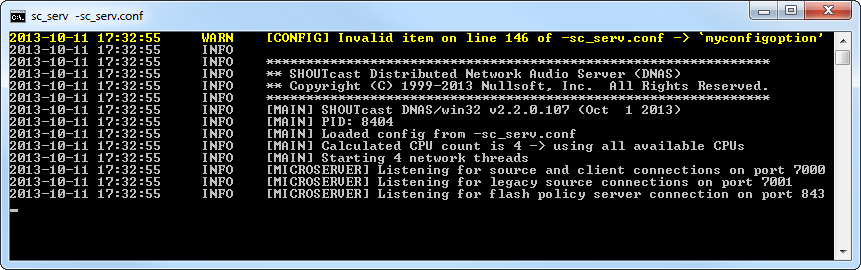 sc_serv -sc_serv.conf
2013-10-11 17:32:55 WARN [CONFIG] Invalid item on line 146 of -sc_serv.conf -> `myconfigoption'
2013-10-11 17:32:55 INFO
2013-10-11 17:32:55 INFO *******************************************************************
2013-10-11 17:32:55 INFO ** SHOUTcast Distributed Network Audio Server (DNAS)
2013-10-11 17:32:55 INFO ** Copyright (C) 1999-2013 Nullsoft, Inc.  All Rights Reserved.
2013-10-11 17:32:55 INFO *******************************************************************
2013-10-11 17:32:55 INFO [MAIN] SHOUTcast DNAS/win32 v2.2.0.107 (Oct  1 2013)
2013-10-11 17:32:55 INFO [MAIN] PID: 8404
2013-10-11 17:32:55 INFO [MAIN] Loaded config from -sc_serv.conf
2013-10-11 17:32:55 INFO [MAIN] Calculated CPU count is 4 -> using all available CPUs
2013-10-11 17:32:55 INFO [MAIN] Starting 4 network threads
2013-10-11 17:32:55 INFO [MICROSERVER] Listening for source and client connections on port 7000
2013-10-11 17:32:55 INFO [MICROSERVER] Listening for legacy source connections on port 7001
2013-10-11 17:32:55 INFO [MICROSERVER] Listening for flash policy server connection on port 843